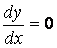 dy/dx = 0